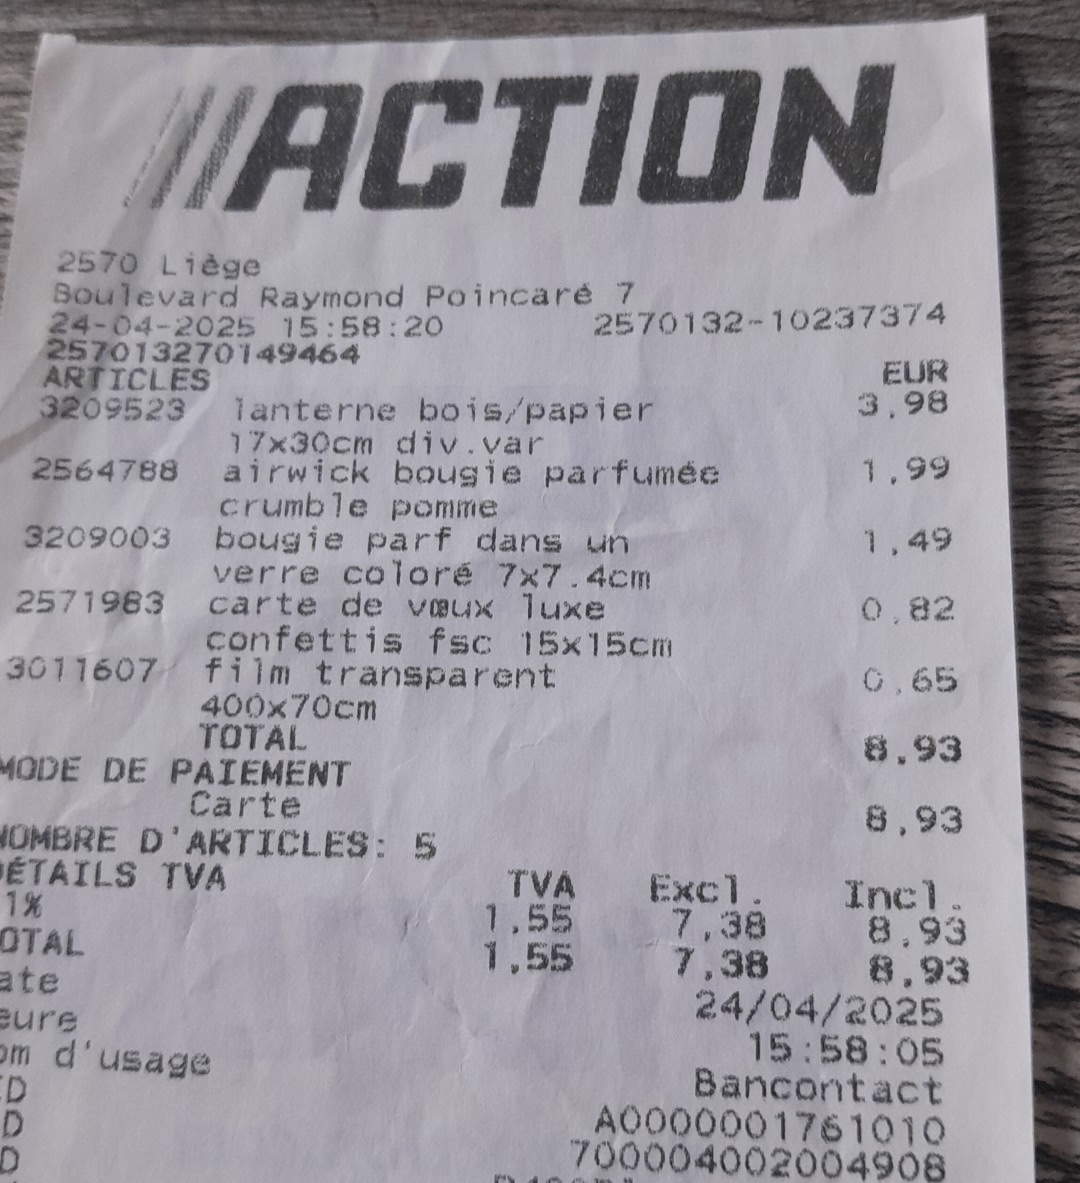 ACTION
2570 Liège
Boulevard Raymond Poincaré 7
24-04-2025 15:58:20 2570132-10237374
257013270149464
ARTICLES EUR
3209523 lanterne bois/papier 3,98
17x30cm div.var
2564788 airwick bougie parfumée 1,99
crumble pomme
3209003 bougie parf dans un 1,49
verre coloré 7x7.4cm
2571983 carte de vœux luxe 0,82
confettis fsc 15x15cm
3011607 film transparent 0,65
400x70cm
TOTAL 8,93
MODE DE PAIEMENT
Carte 8,93
NOMBRE D'ARTICLES: 5
DÉTAILS TVA TVA Excl. Incl.
1% 1,55 7,38 8,93
OTAL 1,55 7,38 8,93
ate 24/04/2025
eure 15:58:05
om d'usage Bancontact
ID A0000001761010
D 700004002004908
D